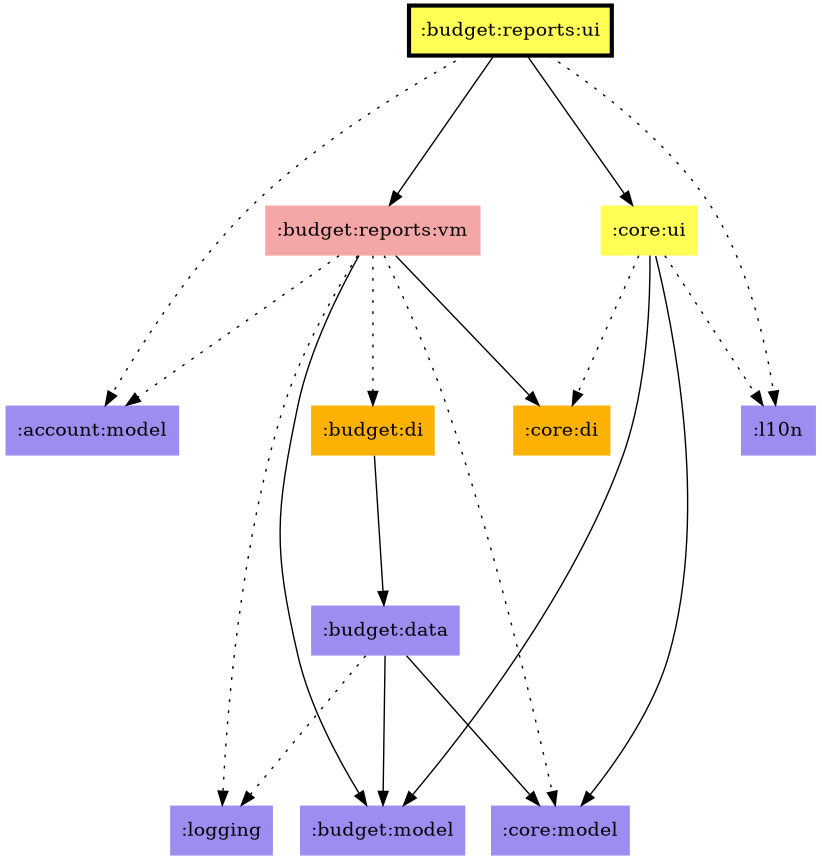 :budget:reports:ui
:budget:reports:vm
:core:ui
:account:model
:budget:di
:core:di
:l10n
:budget:data
:logging
:budget:model
:core:model